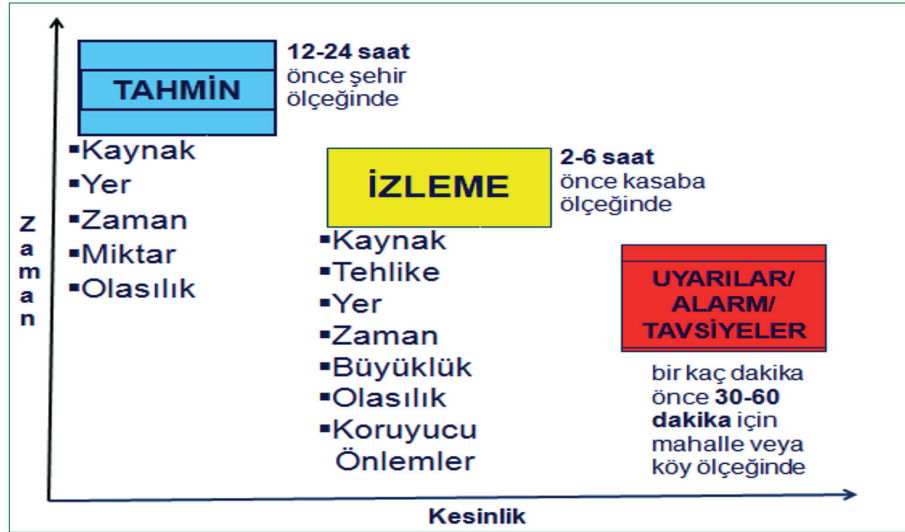 TAHMİN
12-24 saat
önce şehir
ölçeğinde
▪Kaynak
▪Yer
▪Zaman
▪Miktar
▪Olasılık
İZLEME
2-6 saat
önce kasaba
ölçeğinde
▪Kaynak
▪Tehlike
▪Yer
▪Zaman
▪Büyüklük
▪Olasılık
▪Koruyucu
Önlemler
UYARILAR/
ALARM/
TAVSİYELER
bir kaç dakika
önce 30-60
dakika için
mahalle veya
köy ölçeğinde
Zaman
Kesinlik